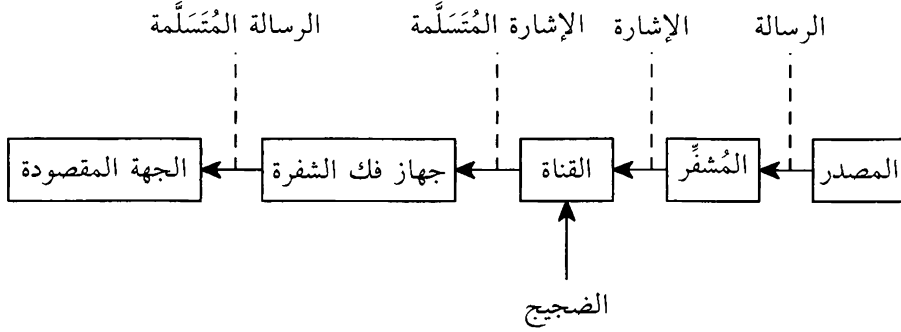 الرسالة الإشارة الإشارة المُتَسَلَّمة الرسالة المُتَسَلَّمة
المصدر المُشفِّر القناة جهاز فك الشفرة الجهة المقصودة
الضجيج